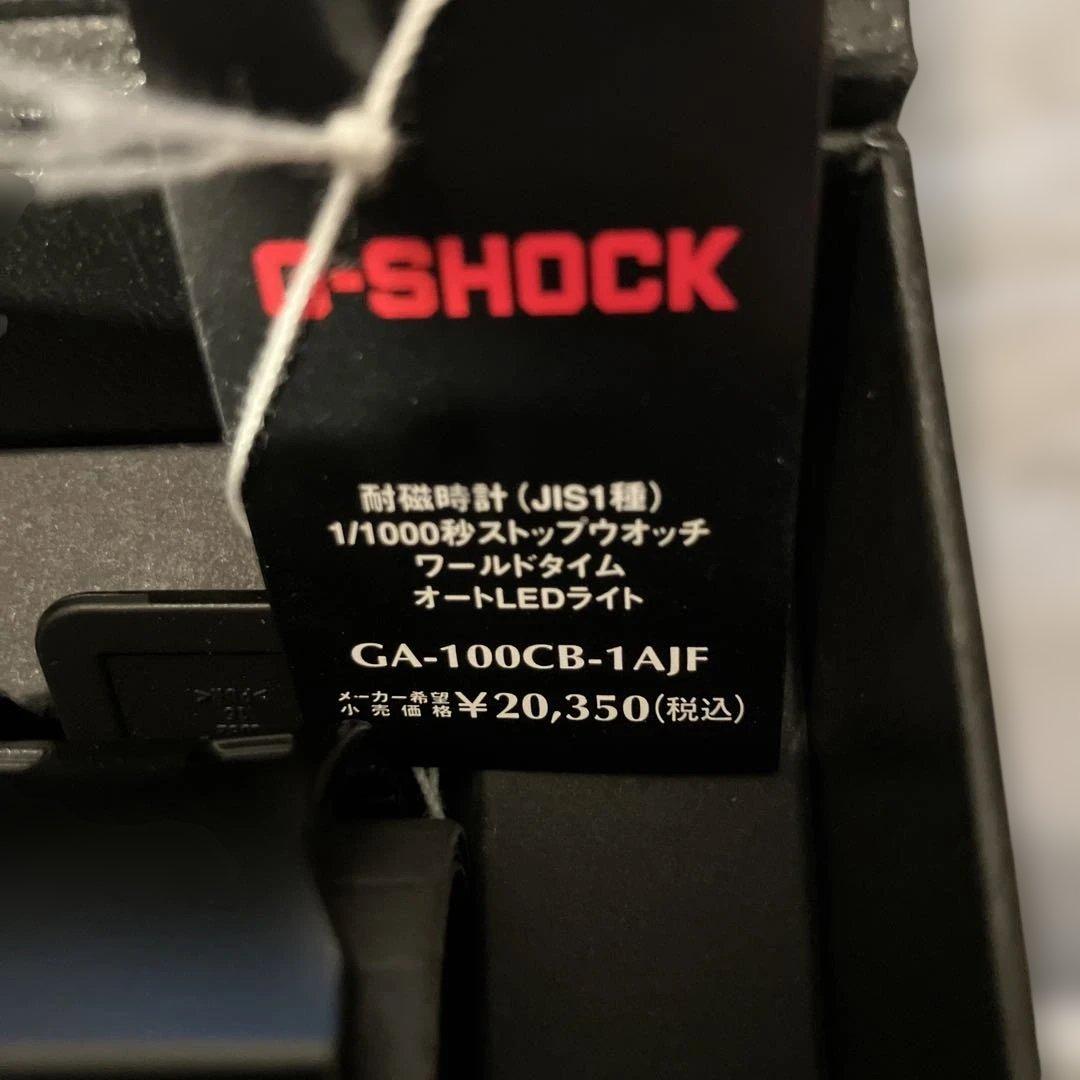 G-SHOCK
耐磁時計(JIS1種)
1/1000秒ストップウオッチ
ワールドタイム
オートLEDライト
GA-100CB-1AJF
メーカー希望小売価格 ¥20,350(税込)